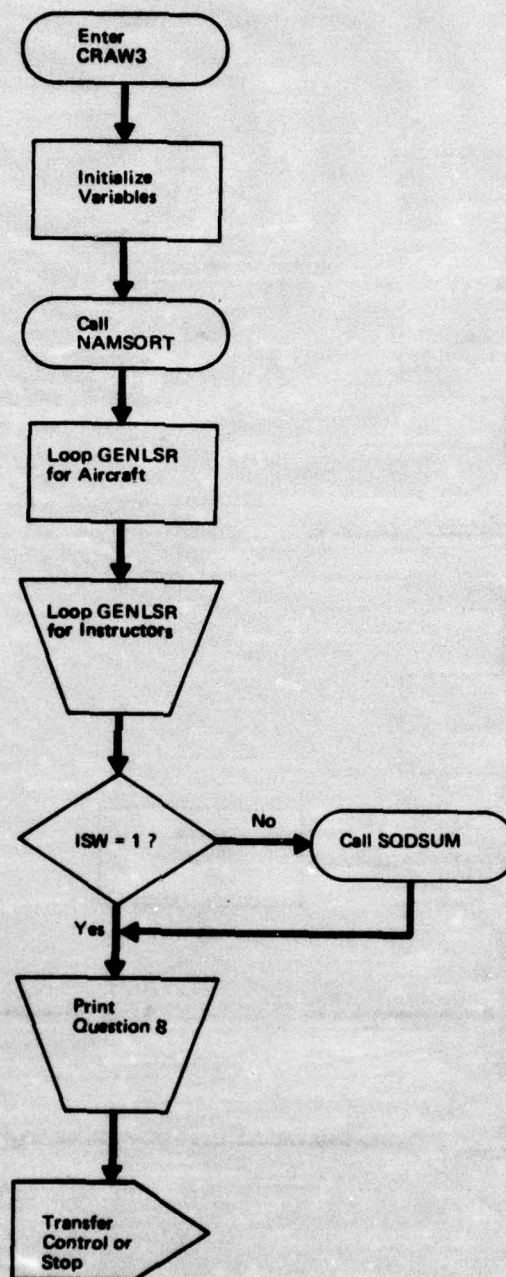 Enter
CRAW3
Initialize
Variables
Call
NAMSORT
Loop GENLSR
for Aircraft
Loop GENLSR
for Instructors
ISW = 1 ?
No
Call SQDSUM
Yes
Print
Question 8
Transfer
Control or
Stop